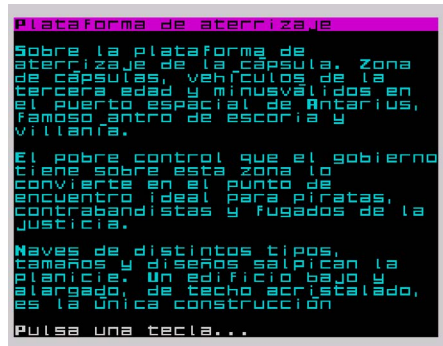 Plataforma de aterrizaje
Sobre la plataforma de
aterrizaje de la cápsula. Zona
de cápsulas, vehículos de la
tercera edad y minusválidos en
el puerto espacial de Antarius,
famoso antro de escoria y
villanía.
El pobre control que el gobierno
tiene sobre esta zona lo
convierte en el punto de
encuentro ideal para piratas,
contrabandistas y fugados de la
justicia.
Naves de distintos tipos,
tamaños y diseños salpican la
planicie. Un edificio bajo y
alargado, de techo acristalado,
es la única construcción
Pulsa una tecla...